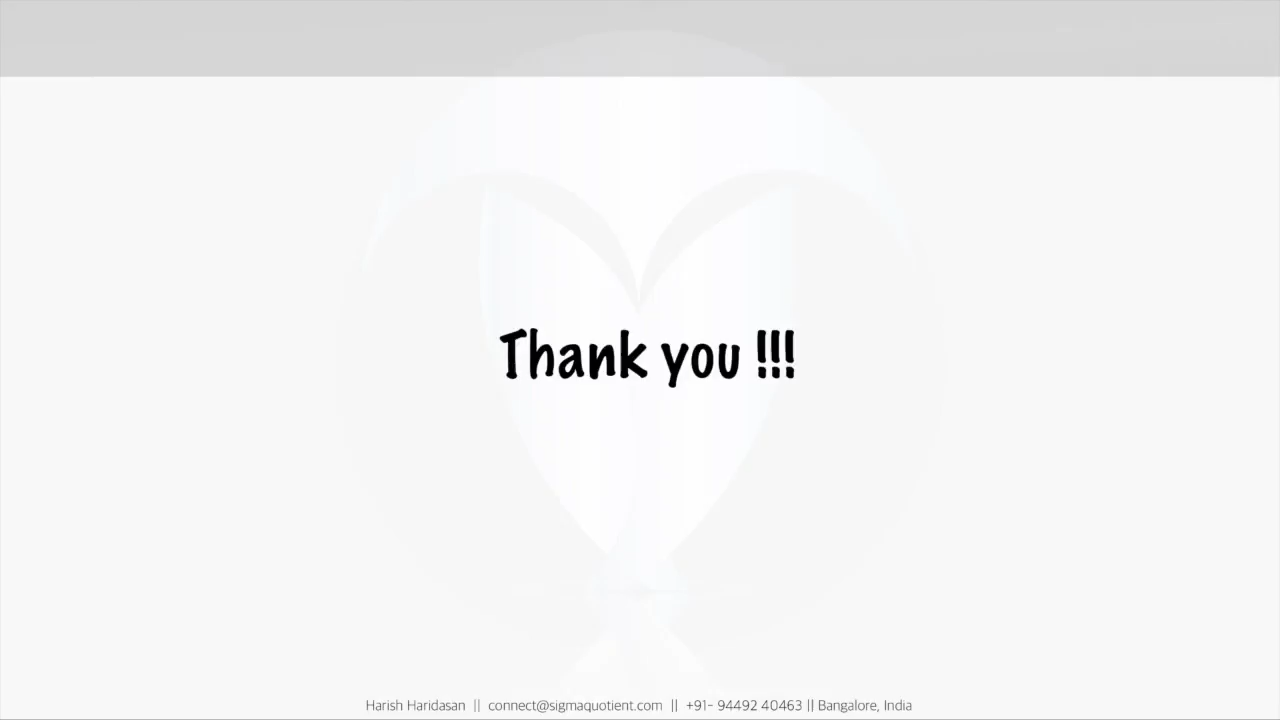 Thank you !!!
Harish Haridasan || connect@sigmaquotient.com || +91- 94492 40463 || Bangalore, India